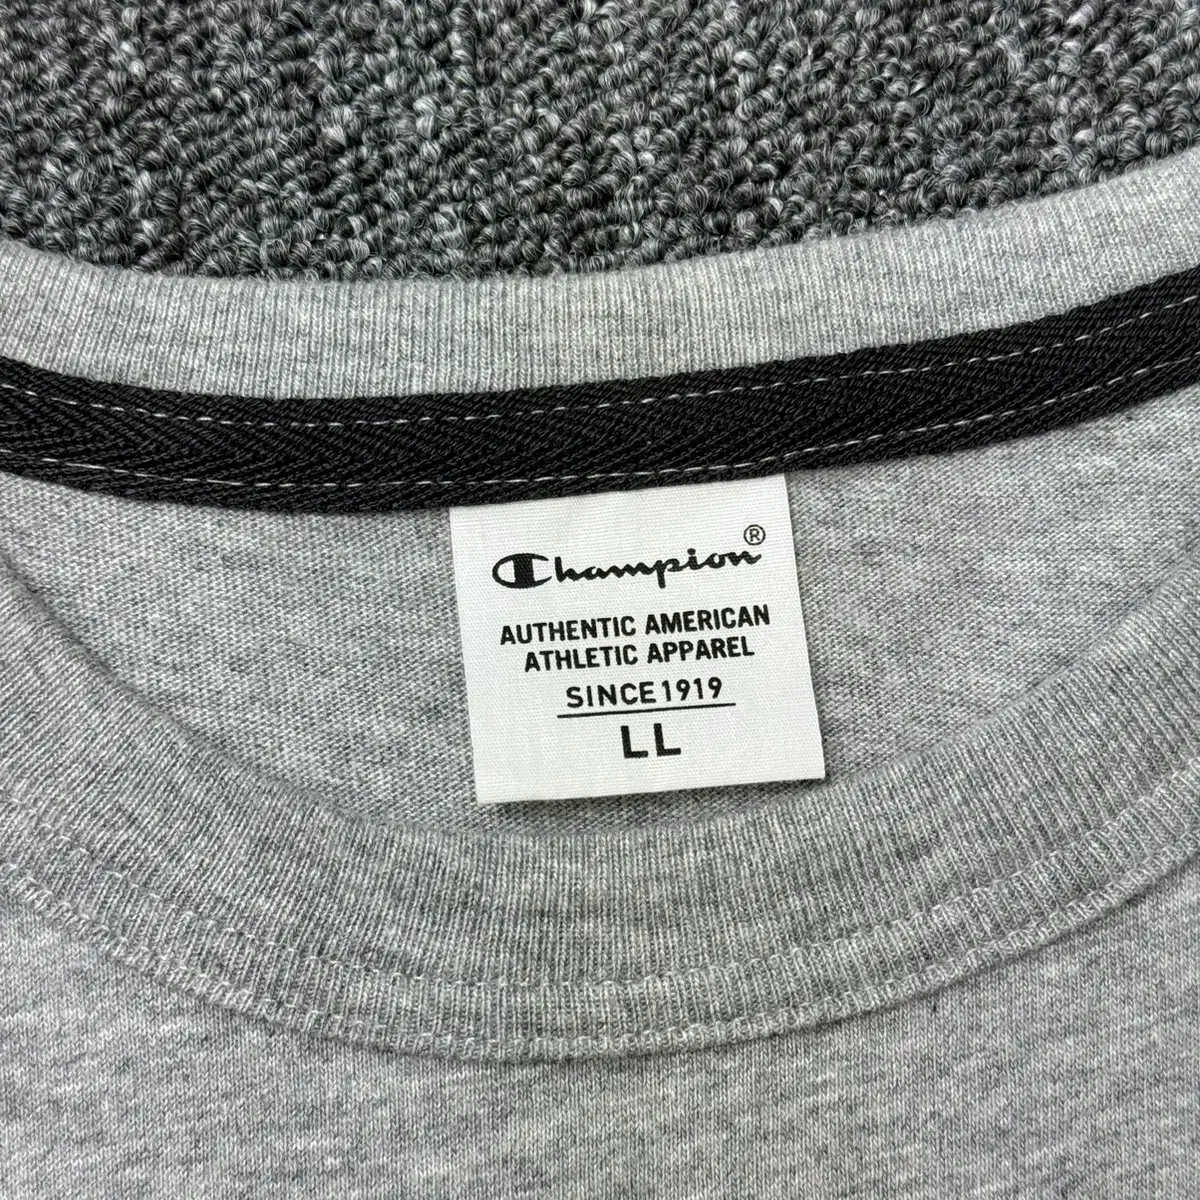 Champion®
AUTHENTIC AMERICAN
ATHLETIC APPAREL
SINCE 1919
LL